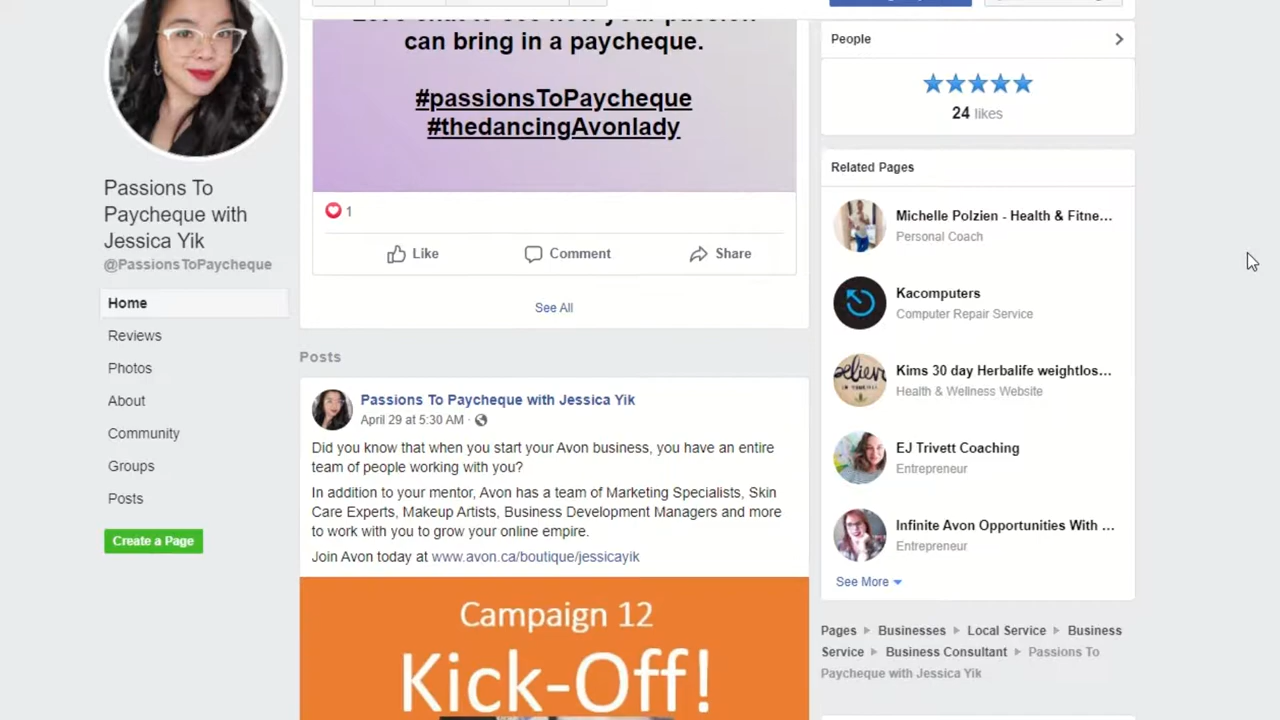 can bring in a paycheque.
#passionsToPaycheque
#thedancingAvonlady
1
Like
Comment
Share
See All
Passions To
Paycheque with
Jessica Yik
@PassionsToPaycheque
Home
Reviews
Photos
About
Community
Groups
Posts
Create a Page
Posts
Passions To Paycheque with Jessica Yik
April 29 at 5:30 AM ·
Did you know that when you start your Avon business, you have an entire
team of people working with you?
In addition to your mentor, Avon has a team of Marketing Specialists, Skin
Care Experts, Makeup Artists, Business Development Managers and more
to work with you to grow your online empire.
Join Avon today at www.avon.ca/boutique/jessicayik
Campaign 12
Kick-Off!
People
24 likes
Related Pages
Michelle Polzien - Health & Fitne...
Personal Coach
Kacomputers
Computer Repair Service
Kims 30 day Herbalife weightlos...
Health & Wellness Website
EJ Trivett Coaching
Entrepreneur
Infinite Avon Opportunities With ...
Entrepreneur
See More
Pages Businesses Local Service Business
Service Business Consultant Passions To
Paycheque with Jessica Yik